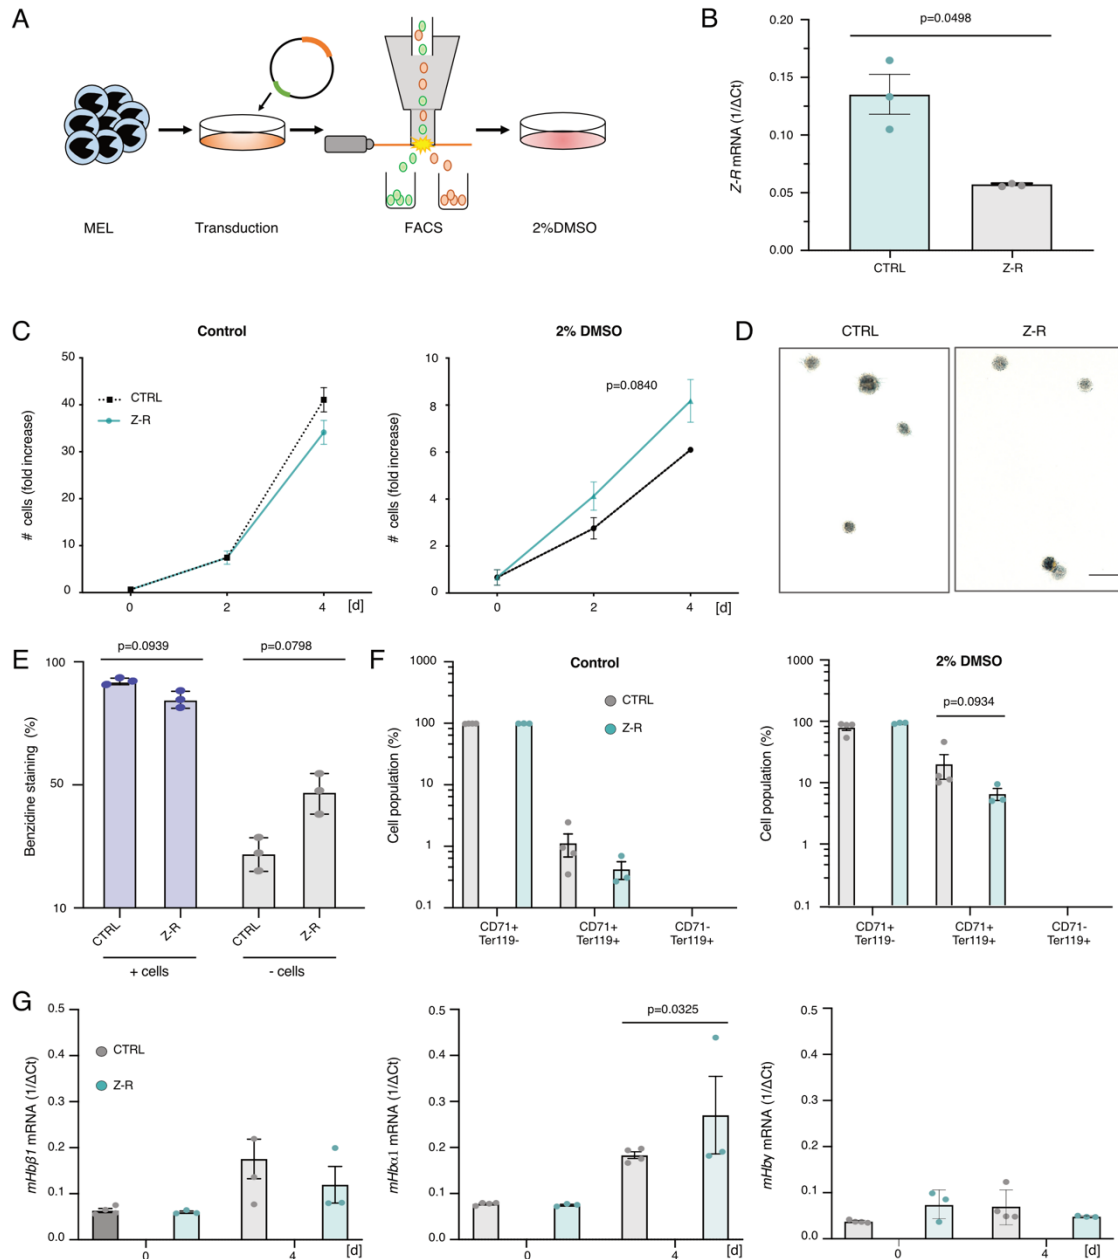 A
MEL
Transduction
FACS
2%DMSO
B
p=0.0498
Z-R mRNA (1/ΔCt)
0.20
0.15
0.10
0.05
0.00
CTRL
Z-R
C
Control
# cells (fold increase)
50
40
30
20
10
0
CTRL
Z-R
0
2
4
[d]
2% DMSO
# cells (fold increase)
10
8
6
4
2
0
p=0.0840
0
2
4
[d]
D
CTRL
Z-R
E
p=0.0939
p=0.0798
Benzidine staining (%)
100
50
10
CTRL
Z-R
CTRL
Z-R
+ cells
- cells
F
Control
Cell population (%)
1000
100
10
1
0.1
CTRL
Z-R
CD71+
Ter119-
CD71+
Ter119+
CD71-
Ter119+
2% DMSO
p=0.0934
Cell population (%)
1000
100
10
1
0.1
CD71+
Ter119-
CD71+
Ter119+
CD71-
Ter119+
G
mHbβ1 mRNA (1/ΔCt)
0.5
0.4
0.3
0.2
0.1
0.0
CTRL
Z-R
0
4
[d]
mHbα1 mRNA (1/ΔCt)
0.5
0.4
0.3
0.2
0.1
0.0
p=0.0325
0
4
[d]
mHbγ mRNA (1/ΔCt)
0.5
0.4
0.3
0.2
0.1
0.0
0
4
[d]